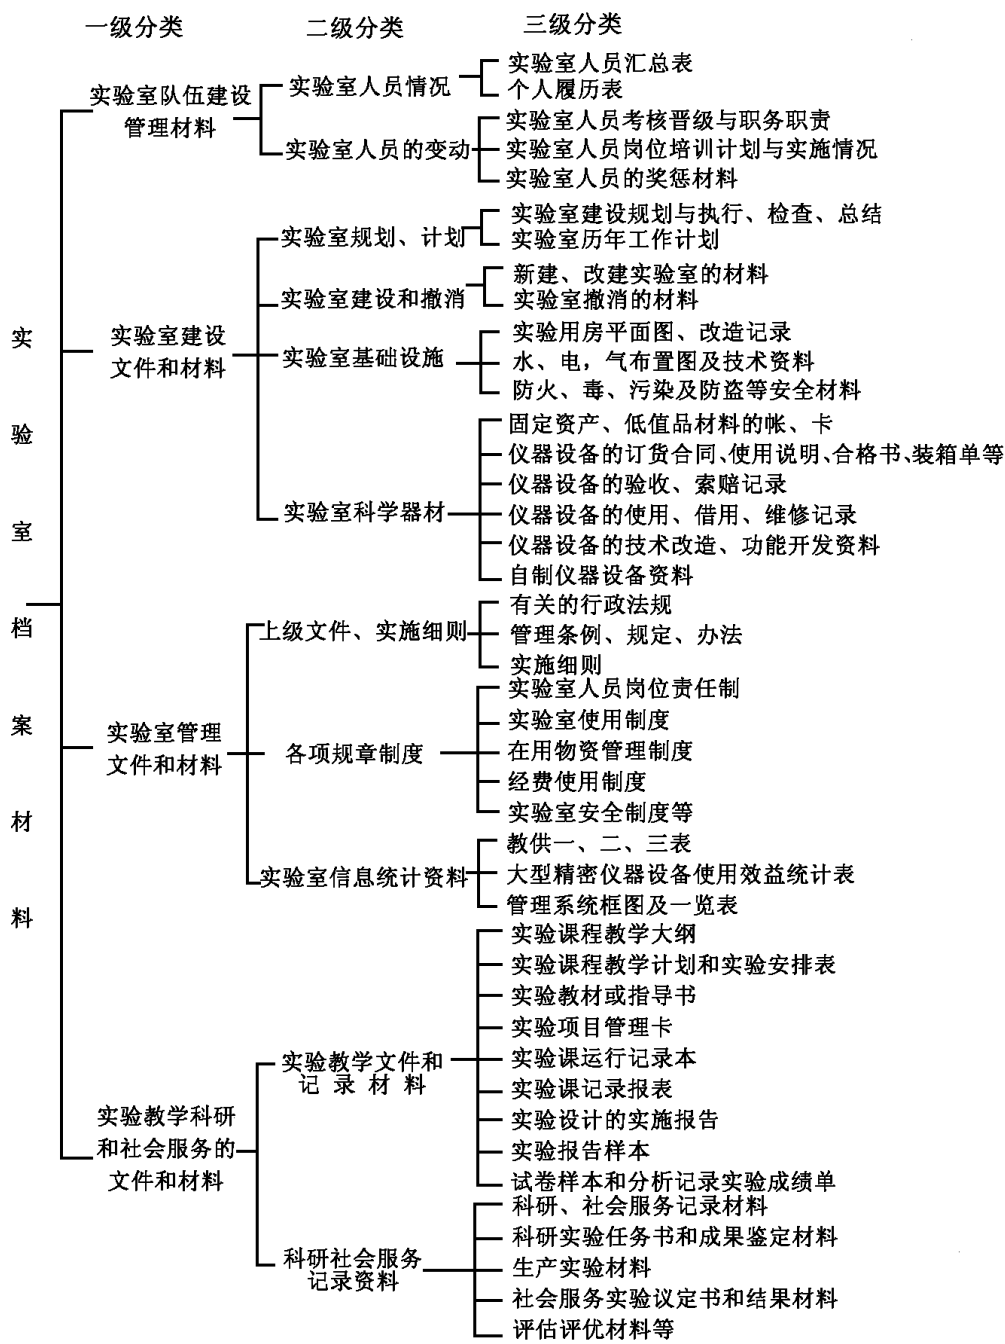 一级分类 二级分类 三级分类
实验室档案材料
实验室队伍建设
管理材料
实验室人员情况
实验室人员汇总表
个人履历表
实验室人员的变动
实验室人员考核晋级与职务职责
实验室人员岗位培训计划与实施情况
实验室人员的奖惩材料
实验室建设
文件和材料
实验室规划、计划
实验室建设规划与执行、检查、总结
实验室历年工作计划
实验室建设和撤消
新建、改建实验室的材料
实验室撤消的材料
实验室基础设施
实验用房平面图、改造记录
水、电,气布置图及技术资料
防火、毒、污染及防盗等安全材料
实验室科学器材
固定资产、低值品材料的帐、卡
仪器设备的订货合同、使用说明、合格书、装箱单等
仪器设备的验收、索赔记录
仪器设备的使用、借用、维修记录
仪器设备的技术改造、功能开发资料
自制仪器设备资料
实验室管理
文件和材料
上级文件、实施细则
有关的行政法规
管理条例、规定、办法
实施细则
各项规章制度
实验室人员岗位责任制
实验室使用制度
在用物资管理制度
经费使用制度
实验室安全制度等
实验室信息统计资料
教供一、二、三表
大型精密仪器设备使用效益统计表
管理系统框图及一览表
实验教学科研
和社会服务的
文件和材料
实验教学文件和
记录材料
实验课程教学大纲
实验课程教学计划和实验安排表
实验教材或指导书
实验项目管理卡
实验课运行记录本
实验课记录报表
实验设计的实施报告
实验报告样本
试卷样本和分析记录实验成绩单
科研社会服务
记录资料
科研、社会服务记录材料
科研实验任务书和成果鉴定材料
生产实验材料
社会服务实验议定书和结果材料
评估评优材料等